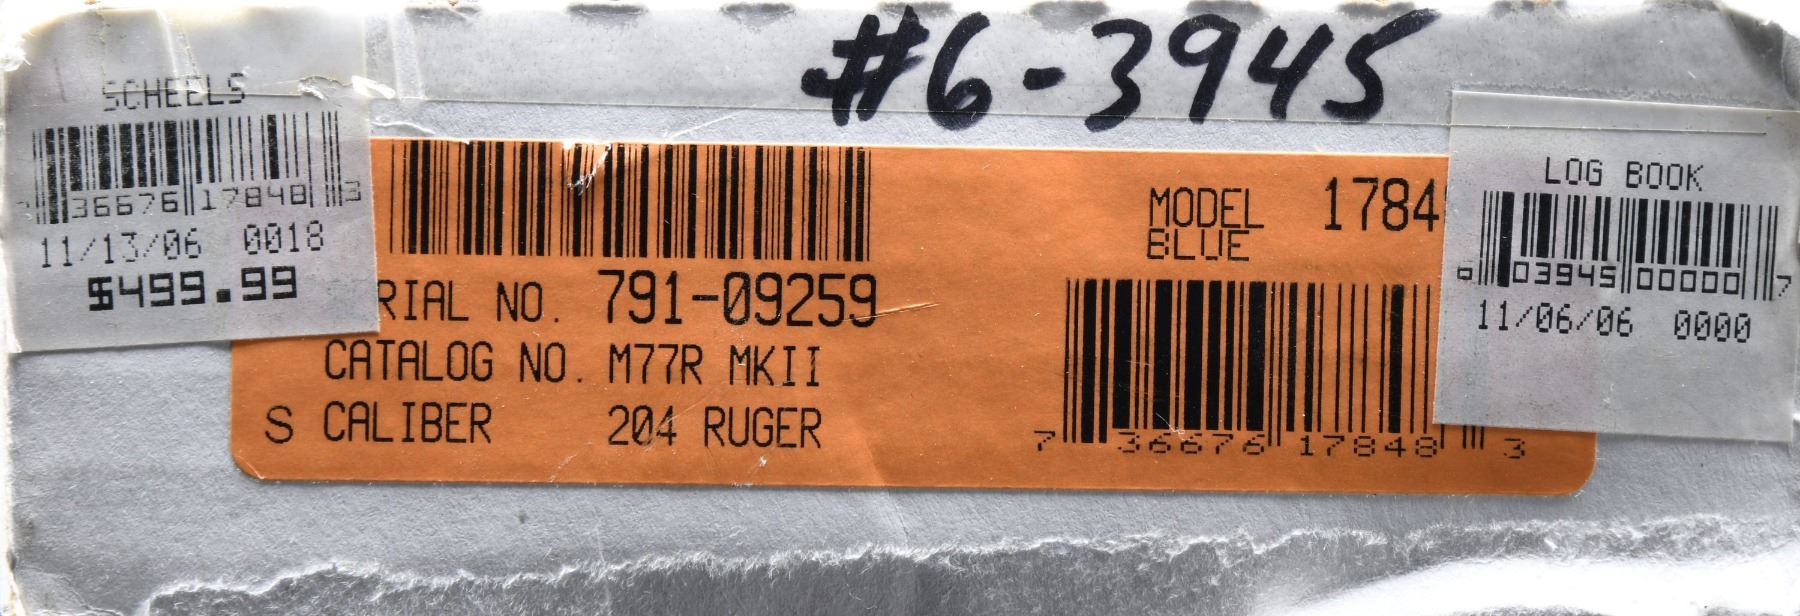 #6-3945
SCHEELS
36676 17848 3
11/13/06 0018
$499.99
RIAL NO. 791-09259
CATALOG NO. M77R MKII
S CALIBER 204 RUGER
MODEL 1784
BLUE
7 36676 17848 3
LOG BOOK
0 03945 00000 7
11/06/06 0000